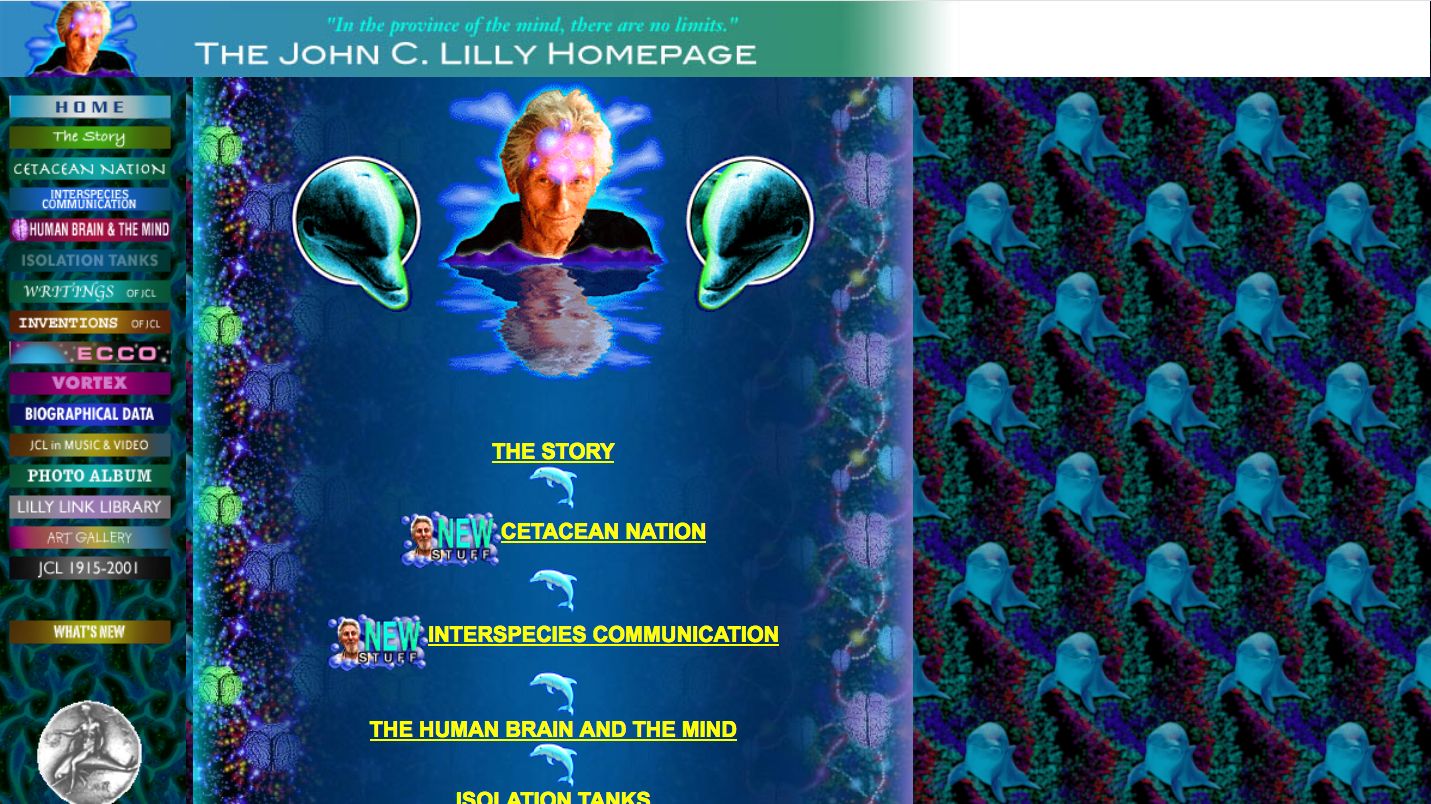 "In the province of the mind, there are no limits."
THE JOHN C. LILLY HOMEPAGE
HOME
The Story
CETACEAN NATION
INTERSPECIES
COMMUNICATION
HUMAN BRAIN & THE MIND
ISOLATION TANKS
WRITINGS OF JCL
INVENTIONS OF JCL
ECCO
VORTEX
BIOGRAPHICAL DATA
JCL in MUSIC & VIDEO
PHOTO ALBUM
LILLY LINK LIBRARY
ART GALLERY
JCL 1915-2001
WHAT'S NEW
THE STORY
NEW
STUFF
CETACEAN NATION
NEW
STUFF
INTERSPECIES COMMUNICATION
THE HUMAN BRAIN AND THE MIND
ISOLATION TANKS